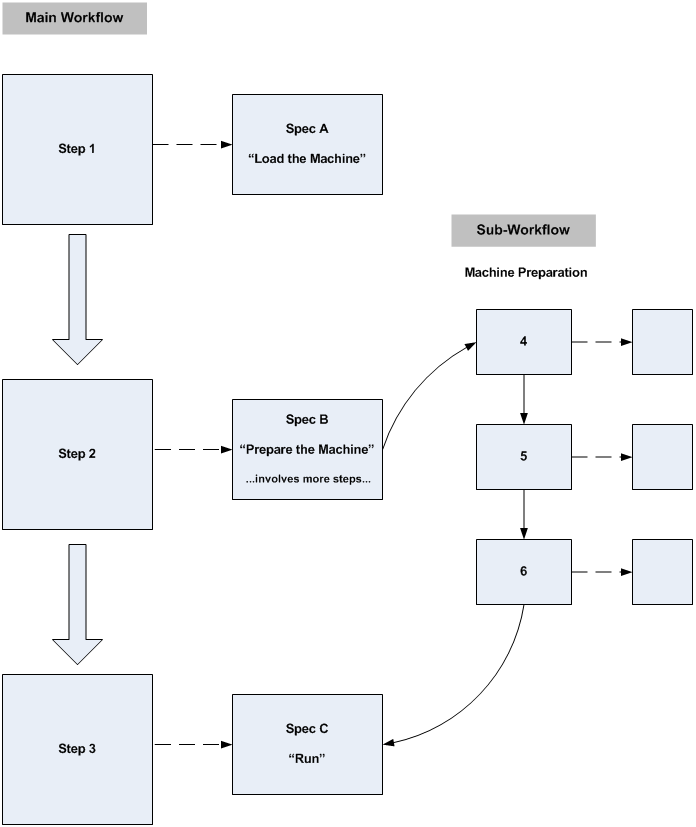 Main Workflow
Step 1
Spec A
“Load the Machine”
Sub-Workflow
Machine Preparation
4
Step 2
Spec B
“Prepare the Machine”
...involves more steps...
5
6
Step 3
Spec C
“Run”